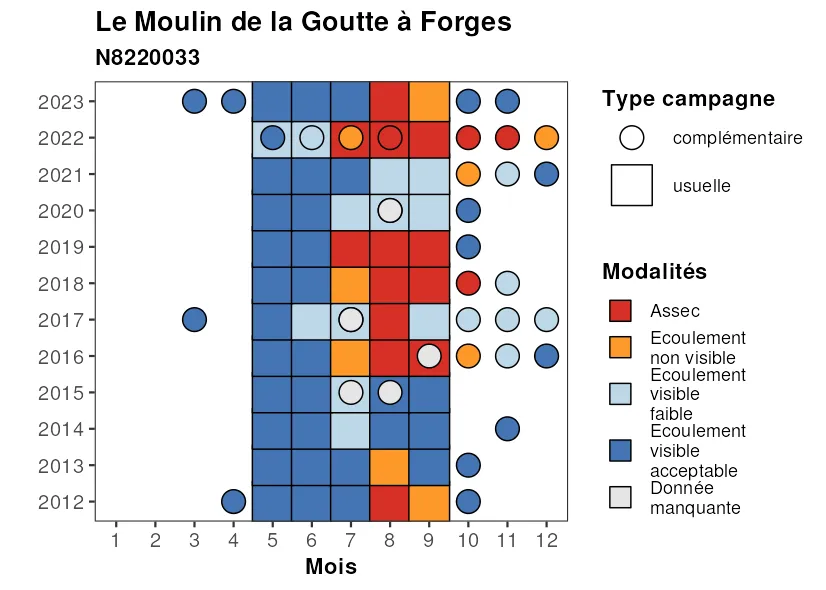 Le Moulin de la Goutte à Forges
N8220033
2023
2022
2021
2020
2019
2018
2017
2016
2015
2014
2013
2012
1 2 3 4 5 6 7 8 9 10 11 12
Mois
Type campagne
complémentaire
usuelle
Modalités
Assec
Ecoulement
non visible
Ecoulement
visible
faible
Ecoulement
visible
acceptable
Donnée
manquante